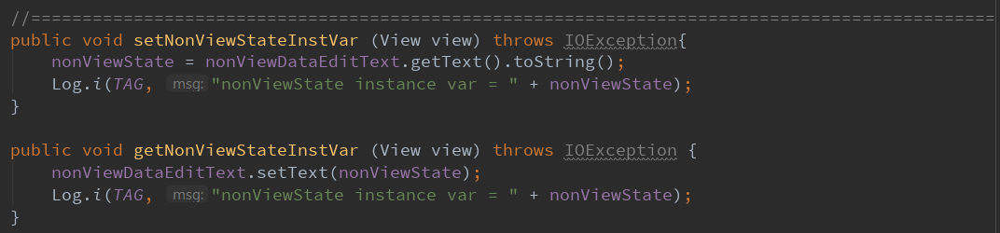 //==============================================================================================
public void setNonViewStateInstVar (View view) throws IOException{
    nonViewState = nonViewDataEditText.getText().toString();
    Log.i(TAG, msg: "nonViewState instance var = " + nonViewState);
}
public void getNonViewStateInstVar (View view) throws IOException {
    nonViewDataEditText.setText(nonViewState);
    Log.i(TAG, msg: "nonViewState instance var = " + nonViewState);
}